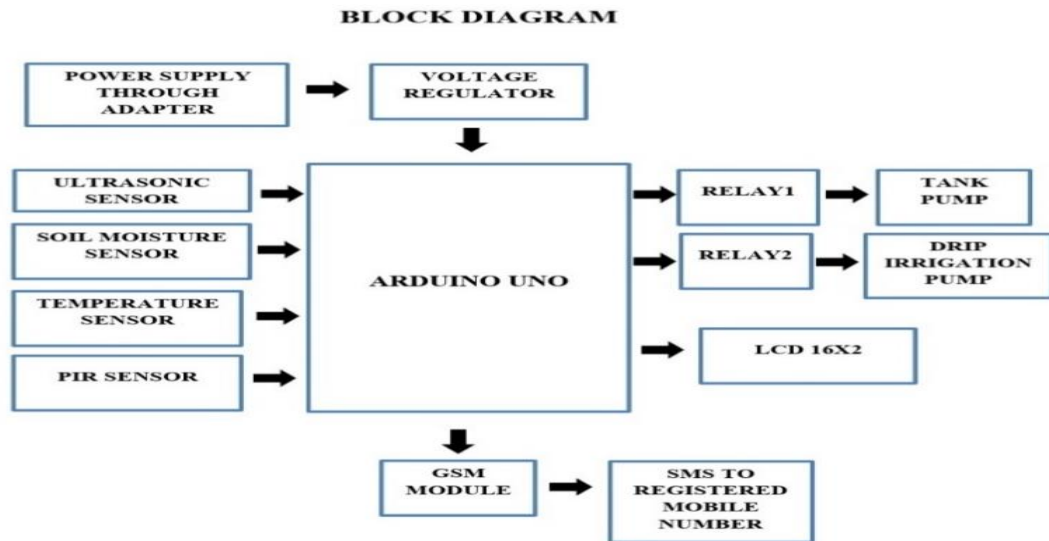 BLOCK DIAGRAM
POWER SUPPLY
THROUGH
ADAPTER
VOLTAGE
REGULATOR
ULTRASONIC
SENSOR
SOIL MOISTURE
SENSOR
TEMPERATURE
SENSOR
PIR SENSOR
ARDUINO UNO
RELAY1
TANK
PUMP
RELAY2
DRIP
IRRIGATION
PUMP
LCD 16X2
GSM
MODULE
SMS TO
REGISTERED
MOBILE
NUMBER